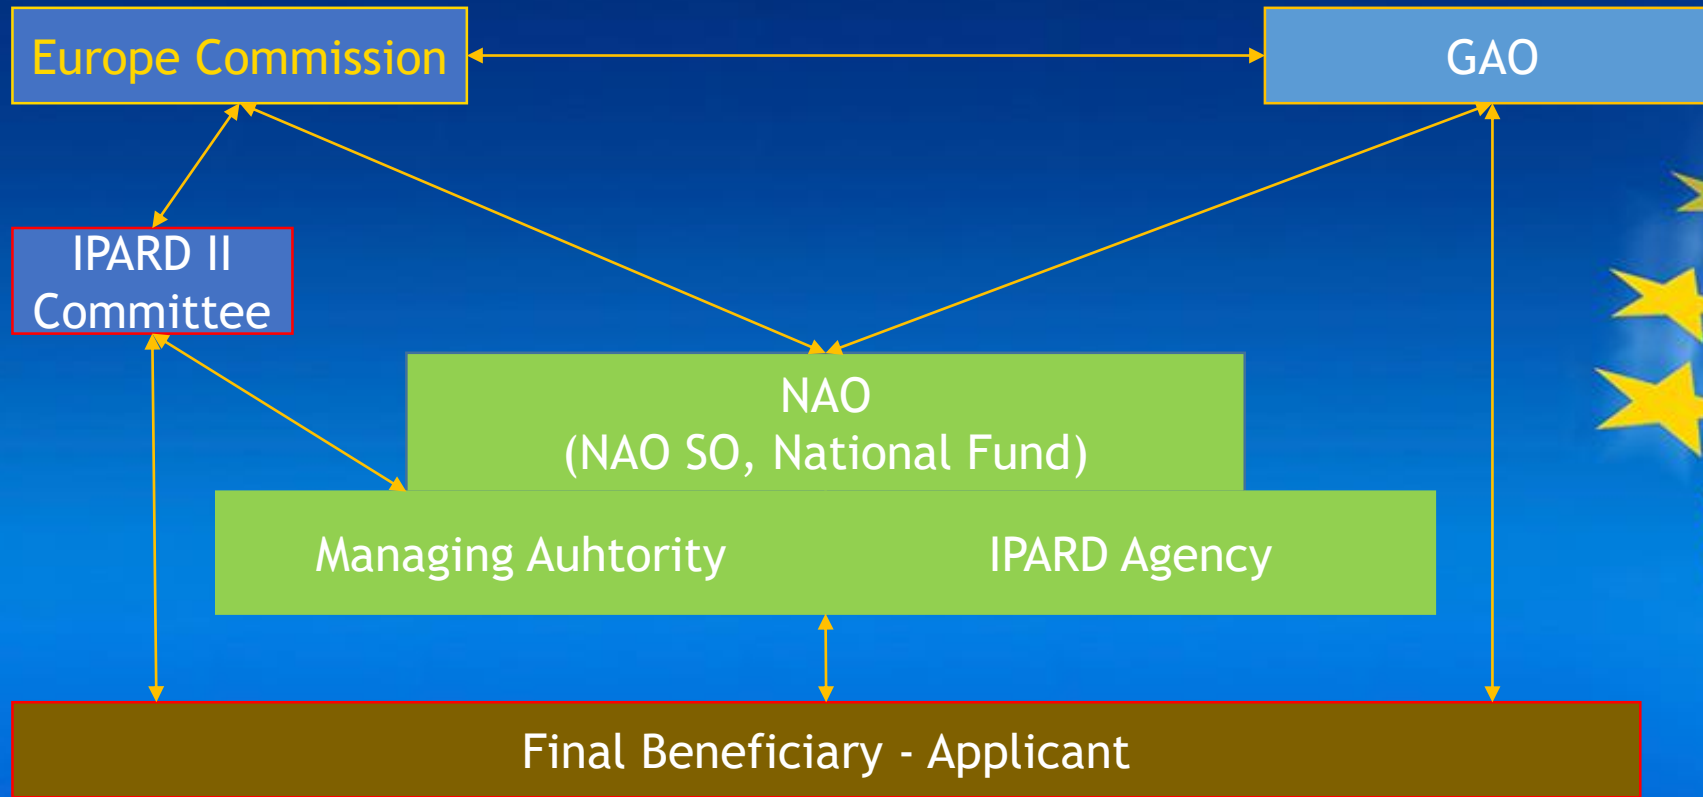 Europe Commission
GAO
IPARD II
Committee
NAO
(NAO SO, National Fund)
Managing Auhtority
IPARD Agency
Final Beneficiary - Applicant